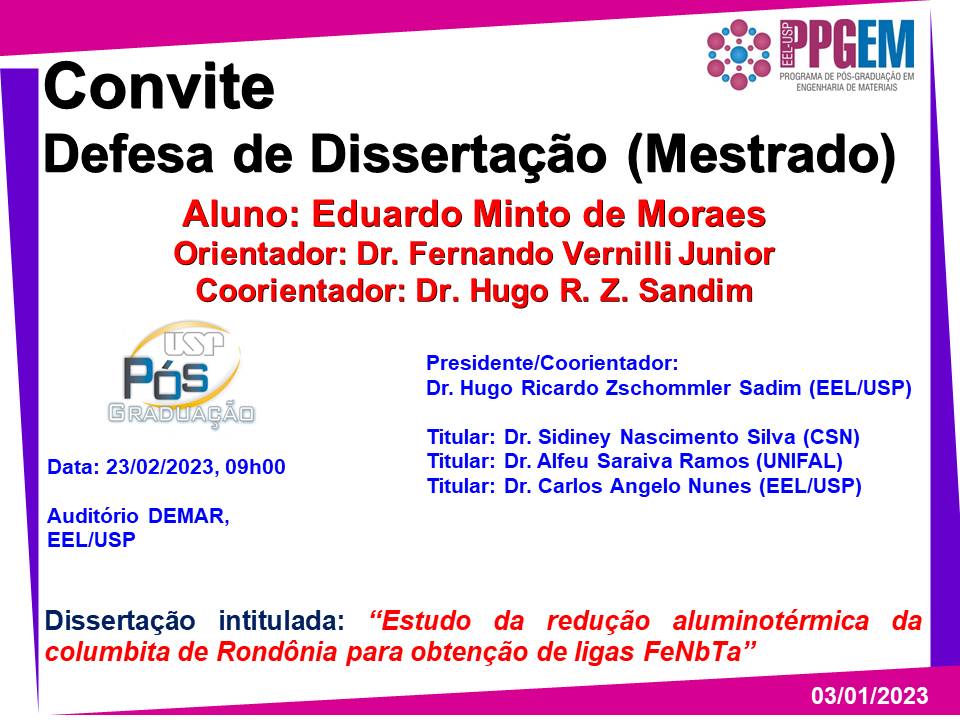 EEL-USP
PPGEM
PROGRAMA DE PÓS-GRADUAÇÃO EM
ENGENHARIA DE MATERIAIS
Convite
Defesa de Dissertação (Mestrado)
Aluno: Eduardo Minto de Moraes
Orientador: Dr. Fernando Vernilli Junior
Coorientador: Dr. Hugo R. Z. Sandim
USP
Pós
GRADUAÇÃO
Data: 23/02/2023, 09h00
Auditório DEMAR,
EEL/USP
Presidente/Coorientador:
Dr. Hugo Ricardo Zschommler Sadim (EEL/USP)
Titular: Dr. Sidiney Nascimento Silva (CSN)
Titular: Dr. Alfeu Saraiva Ramos (UNIFAL)
Titular: Dr. Carlos Angelo Nunes (EEL/USP)
Dissertação intitulada: “Estudo da redução aluminotérmica da
columbita de Rondônia para obtenção de ligas FeNbTa”
03/01/2023